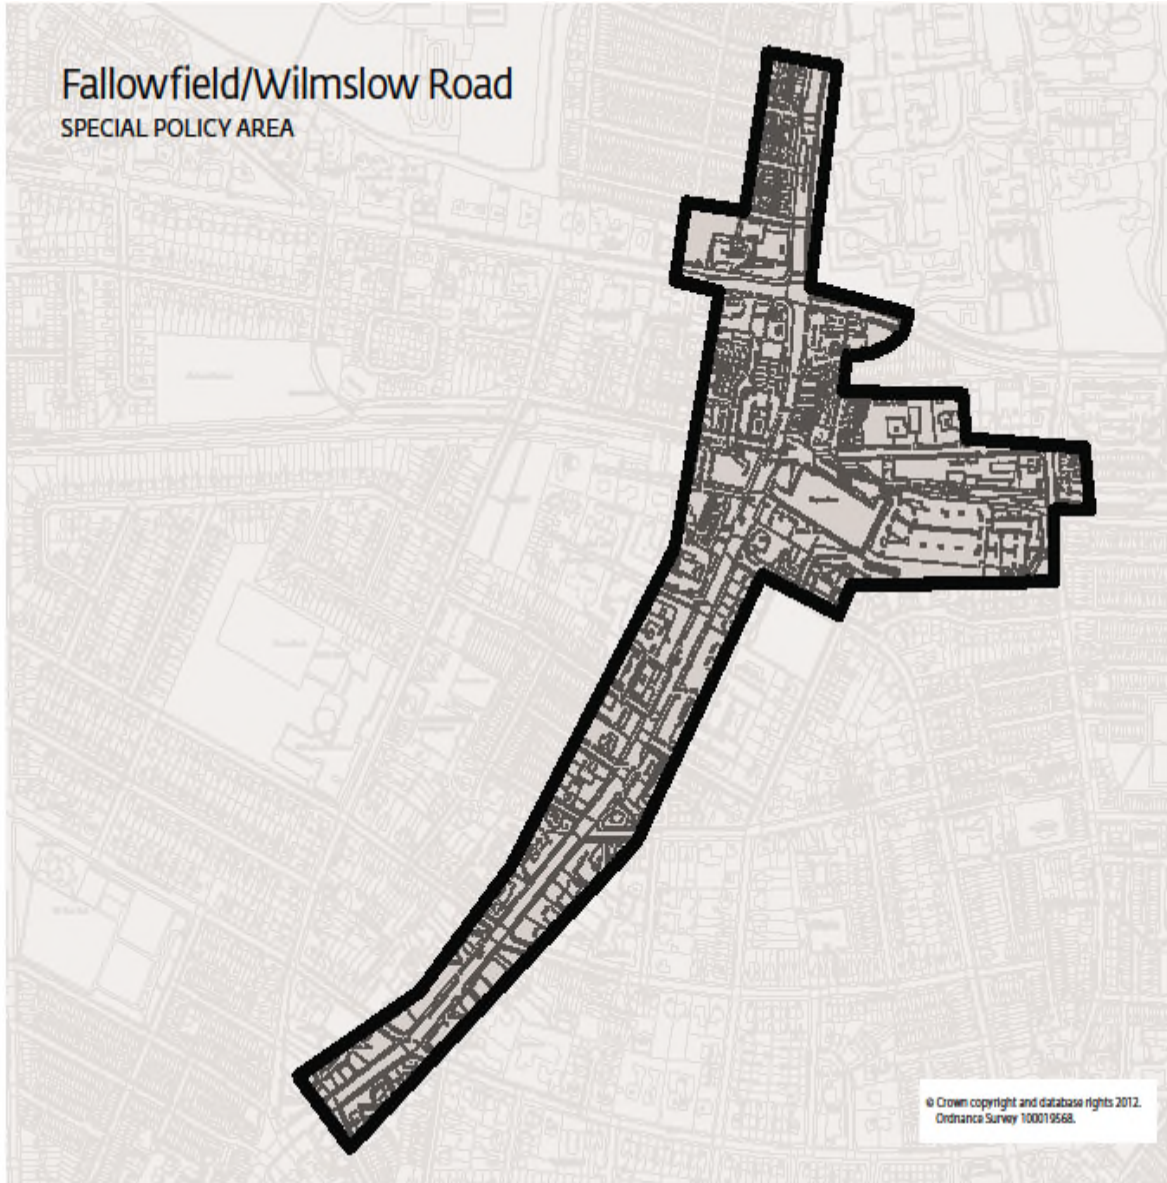 Fallowfield/Wilmslow Road
SPECIAL POLICY AREA
© Crown copyright and database rights 2012.
Ordnance Survey 100019568.